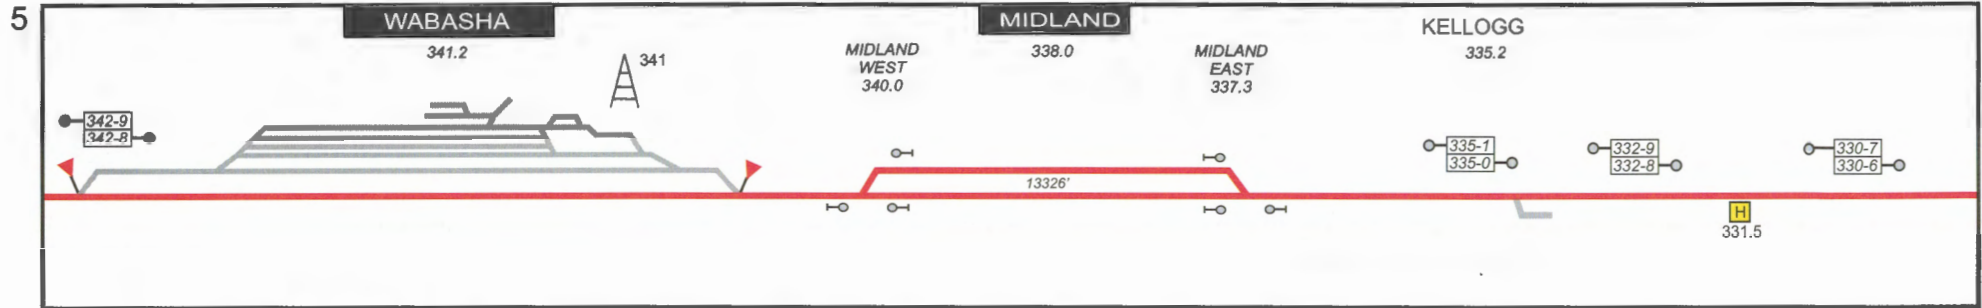 5
WABASHA
341.2
341
342-9
342-8
MIDLAND
WEST
340.0
MIDLAND
338.0
13326'
MIDLAND
EAST
337.3
KELLOGG
335.2
335-1
335-0
332-9
332-8
330-7
330-6
H
331.5